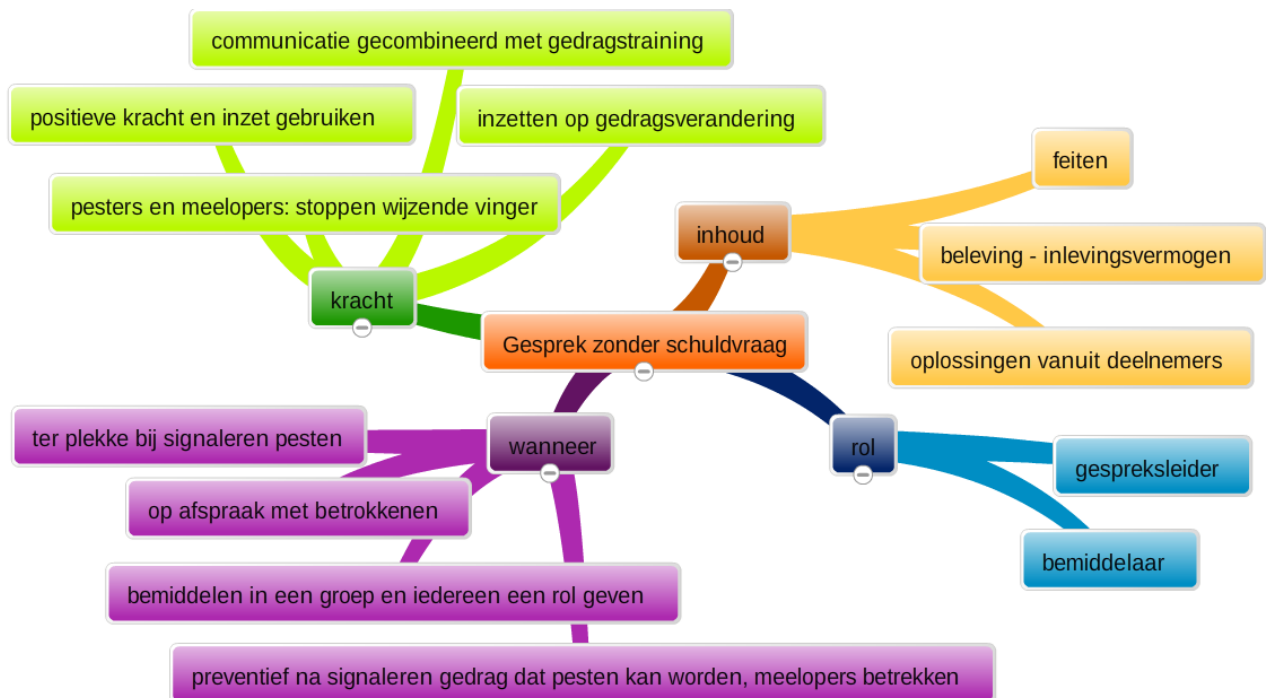 communicatie gecombineerd met gedragstraining
positieve kracht en inzet gebruiken
inzetten op gedragsverandering
pesters en meelopers: stoppen wijzende vinger
kracht
inhoud
feiten
beleving - inlevingsvermogen
oplossingen vanuit deelnemers
Gesprek zonder schuldvraag
wanneer
ter plekke bij signaleren pesten
op afspraak met betrokkenen
bemiddelen in een groep en iedereen een rol geven
preventief na signaleren gedrag dat pesten kan worden, meelopers betrekken
rol
gespreksleider
bemiddelaar